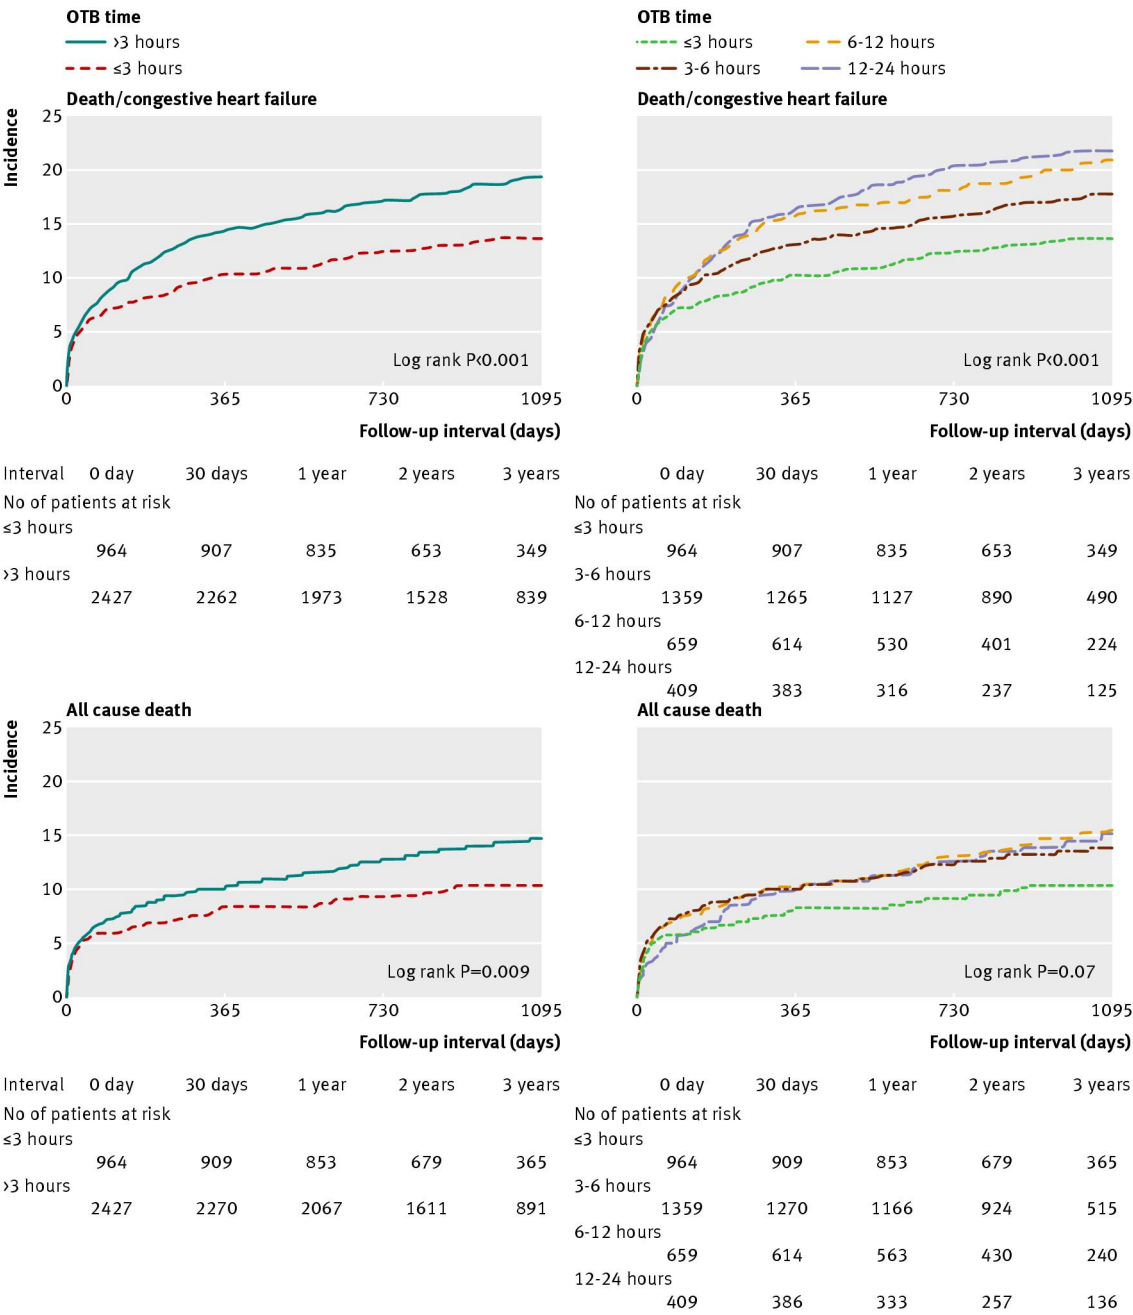 OTB time
>3 hours
≤3 hours
Death/congestive heart failure
Incidence
25
20
15
10
5
0
Log rank P<0.001
0 365 730 1095
Follow-up interval (days)
Interval 0 day 30 days 1 year 2 years 3 years
No of patients at risk
≤3 hours
964 907 835 653 349
>3 hours
2427 2262 1973 1528 839
OTB time
≤3 hours 6-12 hours
3-6 hours 12-24 hours
Death/congestive heart failure
Log rank P<0.001
0 365 730 1095
Follow-up interval (days)
0 day 30 days 1 year 2 years 3 years
No of patients at risk
≤3 hours
964 907 835 653 349
3-6 hours
1359 1265 1127 890 490
6-12 hours
659 614 530 401 224
12-24 hours
409 383 316 237 125
All cause death
Incidence
25
20
15
10
5
0
Log rank P=0.009
0 365 730 1095
Follow-up interval (days)
Interval 0 day 30 days 1 year 2 years 3 years
No of patients at risk
≤3 hours
964 909 853 679 365
>3 hours
2427 2270 2067 1611 891
All cause death
Log rank P=0.07
0 365 730 1095
Follow-up interval (days)
0 day 30 days 1 year 2 years 3 years
No of patients at risk
≤3 hours
964 909 853 679 365
3-6 hours
1359 1270 1166 924 515
6-12 hours
659 614 563 430 240
12-24 hours
409 386 333 257 136